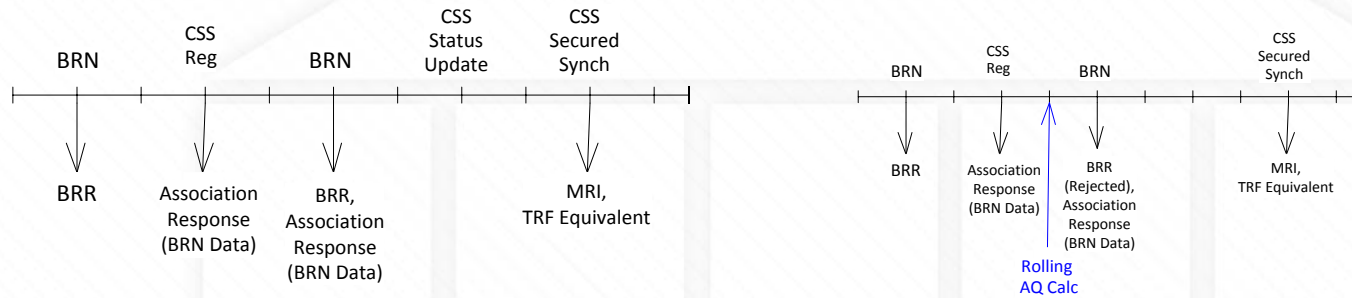 BRN
CSS
Reg
BRN
CSS
Status
Update
CSS
Secured
Synch
BRR
Association
Response
(BRN Data)
BRR,
Association
Response
(BRN Data)
MRI,
TRF Equivalent
BRN
CSS
Reg
BRN
CSS
Secured
Synch
BRR
Association
Response
(BRN Data)
BRR
(Rejected),
Association
Response
(BRN Data)
MRI,
TRF Equivalent
Rolling
AQ Calc